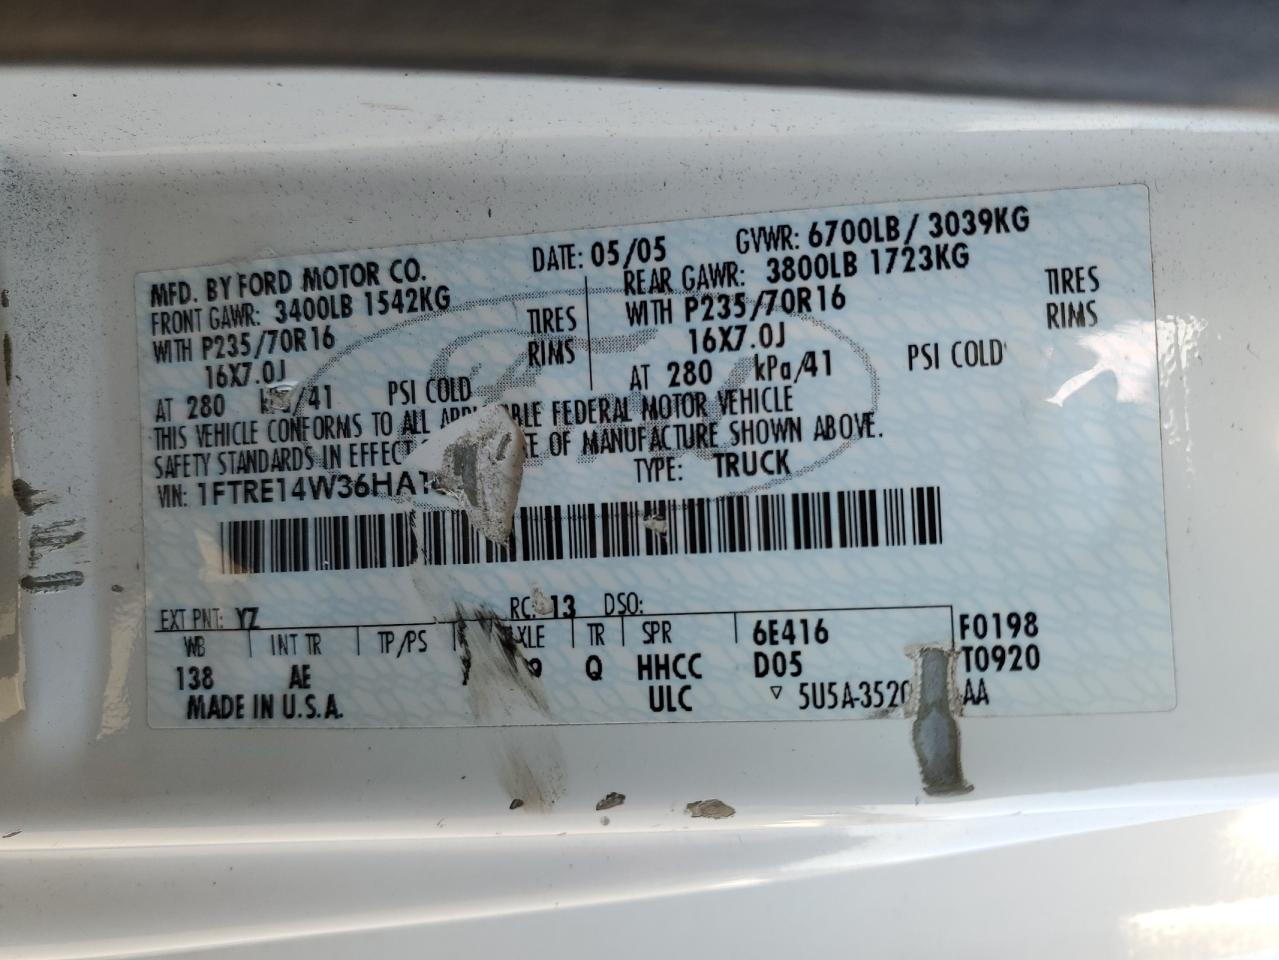 MFD. BY FORD MOTOR CO. DATE: 05/05 GVWR: 6700LB/ 3039KG
FRONT GAWR: 3400LB 1542KG REAR GAWR: 3800LB 1723KG
WITH P235/70R16 TIRES WITH P235/70R16 TIRES
16X7.0J RIMS 16X7.0J RIMS
AT 280 /41 PSI COLD AT 280 kPa/41 PSI COLD
THIS VEHICLE CONFORMS TO ALL FEDERAL MOTOR VEHICLE
SAFETY STANDARDS IN EFFECT OF MANUFACTURE SHOWN ABOVE.
VIN: 1FTRE14W36HA TYPE: TRUCK
EXT PNT: YZ RC: 13 DSO:
WB INT TR TP/PS TR SPR 6E416 F0198
138 AE Q HHCC D05 T0920
MADE IN U.S.A. ULC ▽ 5U5A-3520 AA